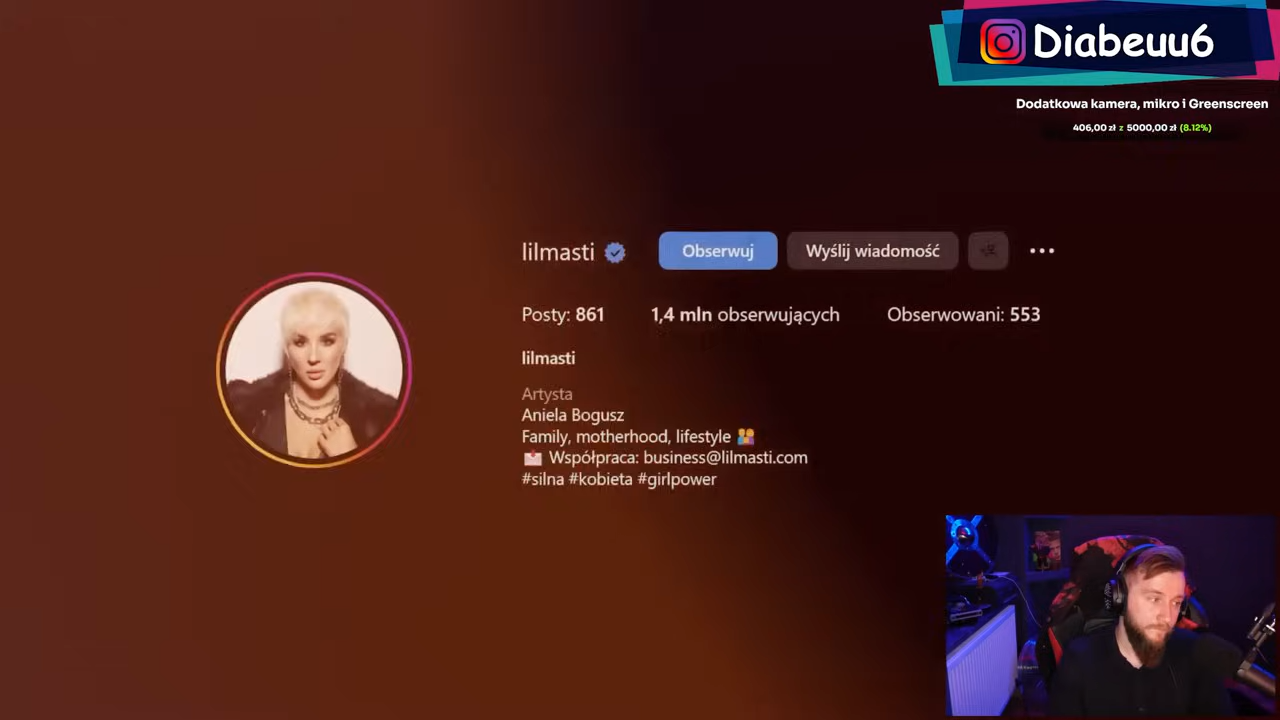 Diabeuu6
Dodatkowa kamera, mikro i Greenscreen
406,00 zł z 5000,00 zł (8.12%)
lilmasti Obserwuj Wyślij wiadomość
Posty: 861 1,4 mln obserwujących Obserwowani: 553
lilmasti
Artysta
Aniela Bogusz
Family, motherhood, lifestyle
Współpraca: business@lilmasti.com
#silna #kobieta #girlpower